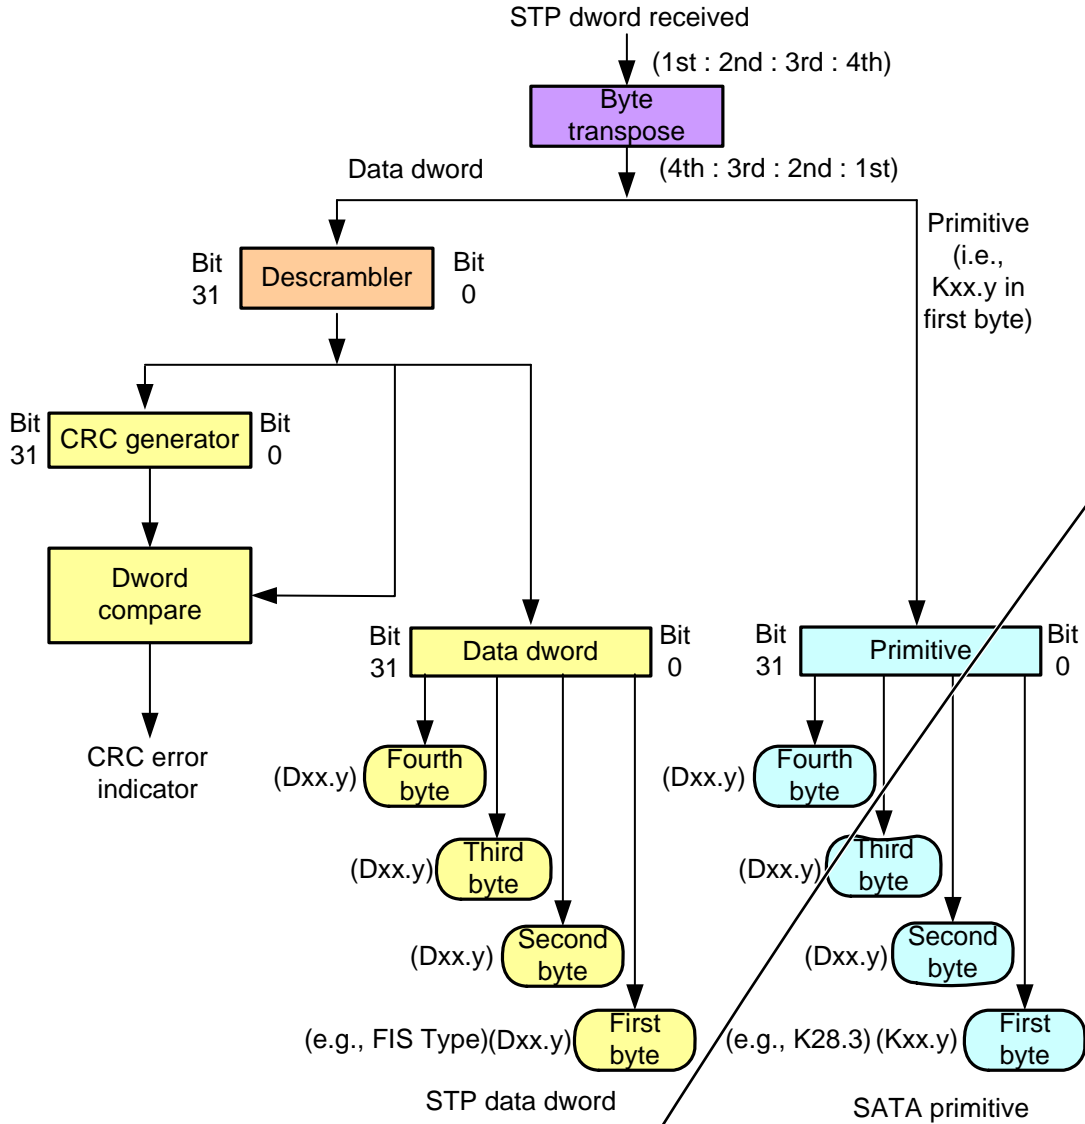 STP dword received
(1st : 2nd : 3rd : 4th)
Byte
transpose
(4th : 3rd : 2nd : 1st)
Data dword
Primitive
(i.e.,
Kxx.y in
first byte)
Bit
31
Descrambler
Bit
0
Bit
31
CRC generator
Bit
0
Dword
compare
CRC error
indicator
Bit
31
Data dword
Bit
0
Bit
31
Primitive
Bit
0
(Dxx.y)
Fourth
byte
(Dxx.y)
Fourth
byte
(Dxx.y)
Third
byte
(Dxx.y)
Third
byte
(Dxx.y)
Second
byte
(Dxx.y)
Second
byte
(e.g., FIS Type)(Dxx.y)
First
byte
(e.g., K28.3) (Kxx.y)
First
byte
STP data dword
SATA primitive